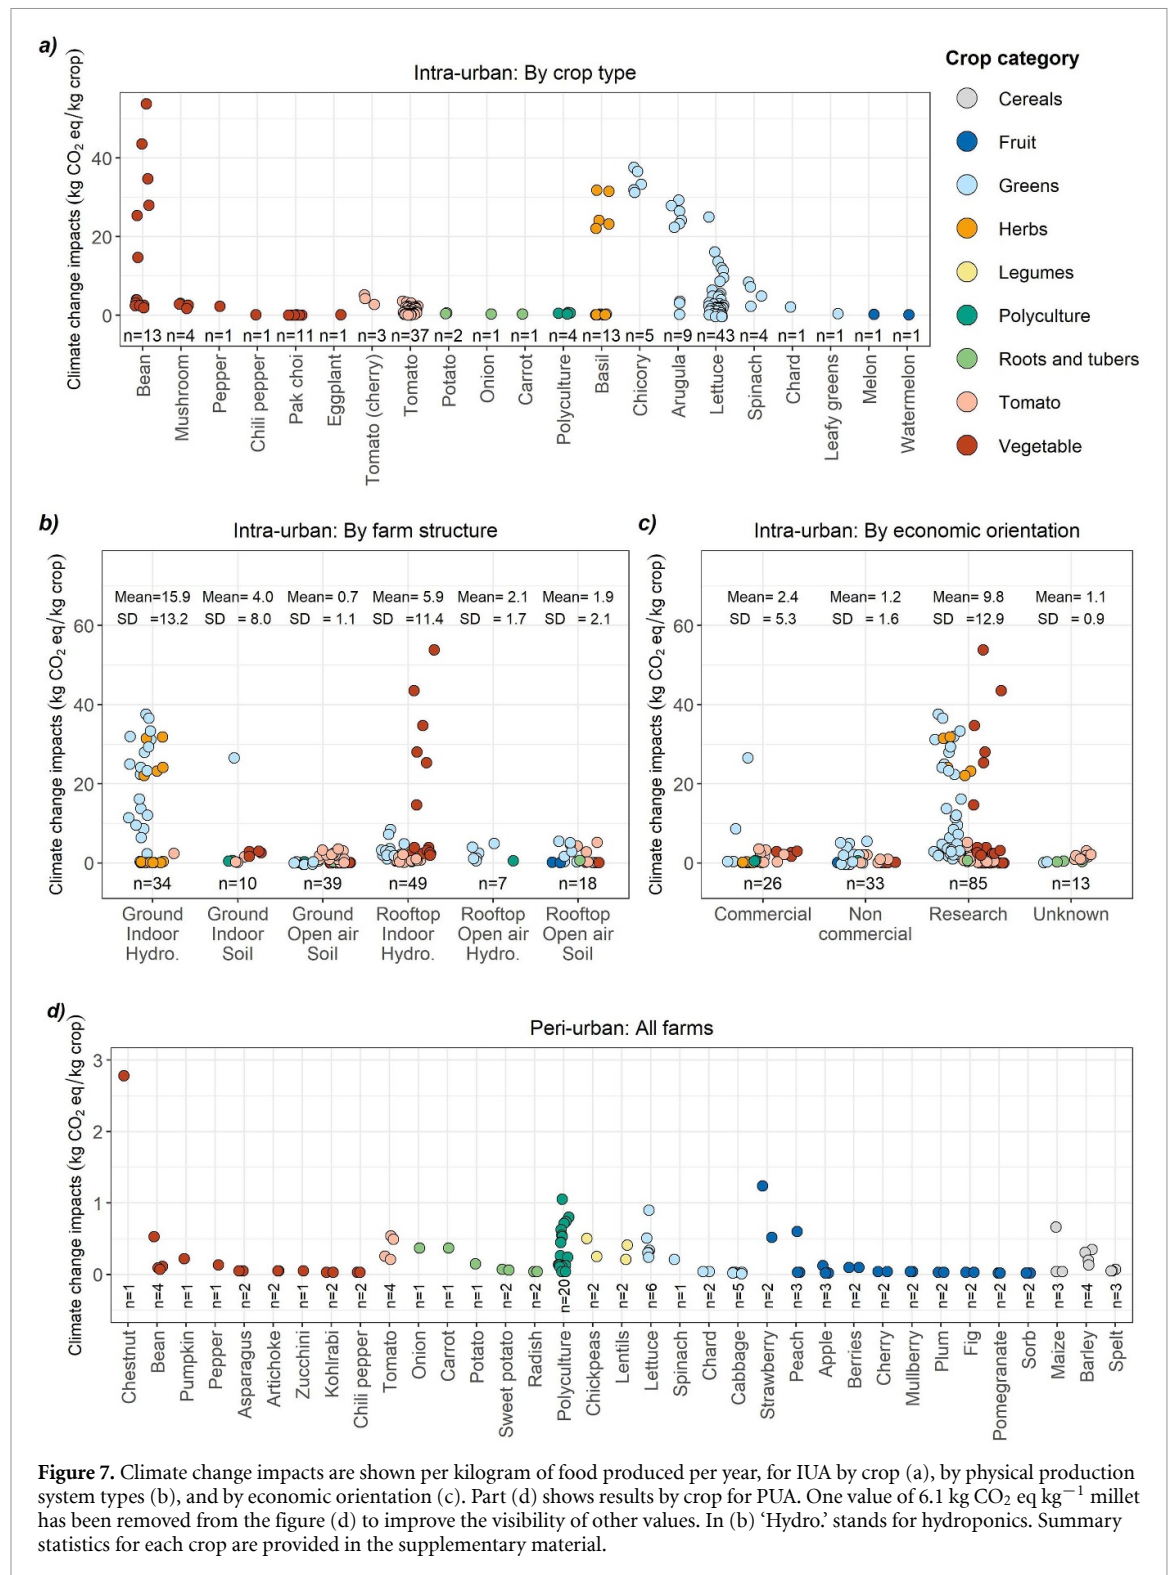 a)
Intra-urban: By crop type
Climate change impacts (kg CO2 eq/kg crop)
40
20
0
n=13 n=4 n=1 n=1 n=11 n=1 n=3 n=37 n=2 n=1 n=1 n=4 n=13 n=5 n=9 n=43 n=4 n=1 n=1 n=1 n=1
Bean
Mushroom
Pepper
Chili pepper
Pak choi
Eggplant
Tomato (cherry)
Tomato
Potato
Onion
Carrot
Polyculture
Basil
Chicory
Arugula
Lettuce
Spinach
Chard
Leafy greens
Melon
Watermelon
Crop category
Cereals
Fruit
Greens
Herbs
Legumes
Polyculture
Roots and tubers
Tomato
Vegetable
b)
Intra-urban: By farm structure
Climate change impacts (kg CO2 eq/kg crop)
Mean=15.9 Mean= 4.0 Mean= 0.7 Mean= 5.9 Mean= 2.1 Mean= 1.9
SD =13.2 SD = 8.0 SD = 1.1 SD =11.4 SD = 1.7 SD = 2.1
60
40
20
0
n=34 n=10 n=39 n=49 n=7 n=18
Ground Ground Ground Rooftop Rooftop Rooftop
Indoor Indoor Open air Indoor Open air Open air
Hydro. Soil Soil Hydro. Hydro. Soil
c)
Intra-urban: By economic orientation
Climate change impacts (kg CO2 eq/kg crop)
Mean= 2.4 Mean= 1.2 Mean= 9.8 Mean= 1.1
SD = 5.3 SD = 1.6 SD =12.9 SD = 0.9
60
40
20
0
n=26 n=33 n=85 n=13
Commercial Non Research Unknown
commercial
d)
Peri-urban: All farms
Climate change impacts (kg CO2 eq/kg crop)
3
2
1
0
n=1 n=4 n=1 n=1 n=2 n=2 n=1 n=2 n=2 n=4 n=1 n=1 n=1 n=2 n=2 n=20 n=2 n=2 n=6 n=1 n=2 n=5 n=2 n=3 n=3 n=2 n=2 n=2 n=2 n=2 n=2 n=2 n=3 n=4 n=3
Chestnut
Bean
Pumpkin
Pepper
Asparagus
Artichoke
Zucchini
Kohlrabi
Chili pepper
Tomato
Onion
Carrot
Potato
Sweet potato
Radish
Polyculture
Chickpeas
Lentils
Lettuce
Spinach
Chard
Cabbage
Strawberry
Peach
Apple
Berries
Cherry
Mullberry
Plum
Fig
Pomegranate
Sorb
Maize
Barley
Spelt
Figure 7. Climate change impacts are shown per kilogram of food produced per year, for IUA by crop (a), by physical production
system types (b), and by economic orientation (c). Part (d) shows results by crop for PUA. One value of 6.1 kg CO2 eq kg−1 millet
has been removed from the figure (d) to improve the visibility of other values. In (b) ‘Hydro.’ stands for hydroponics. Summary
statistics for each crop are provided in the supplementary material.